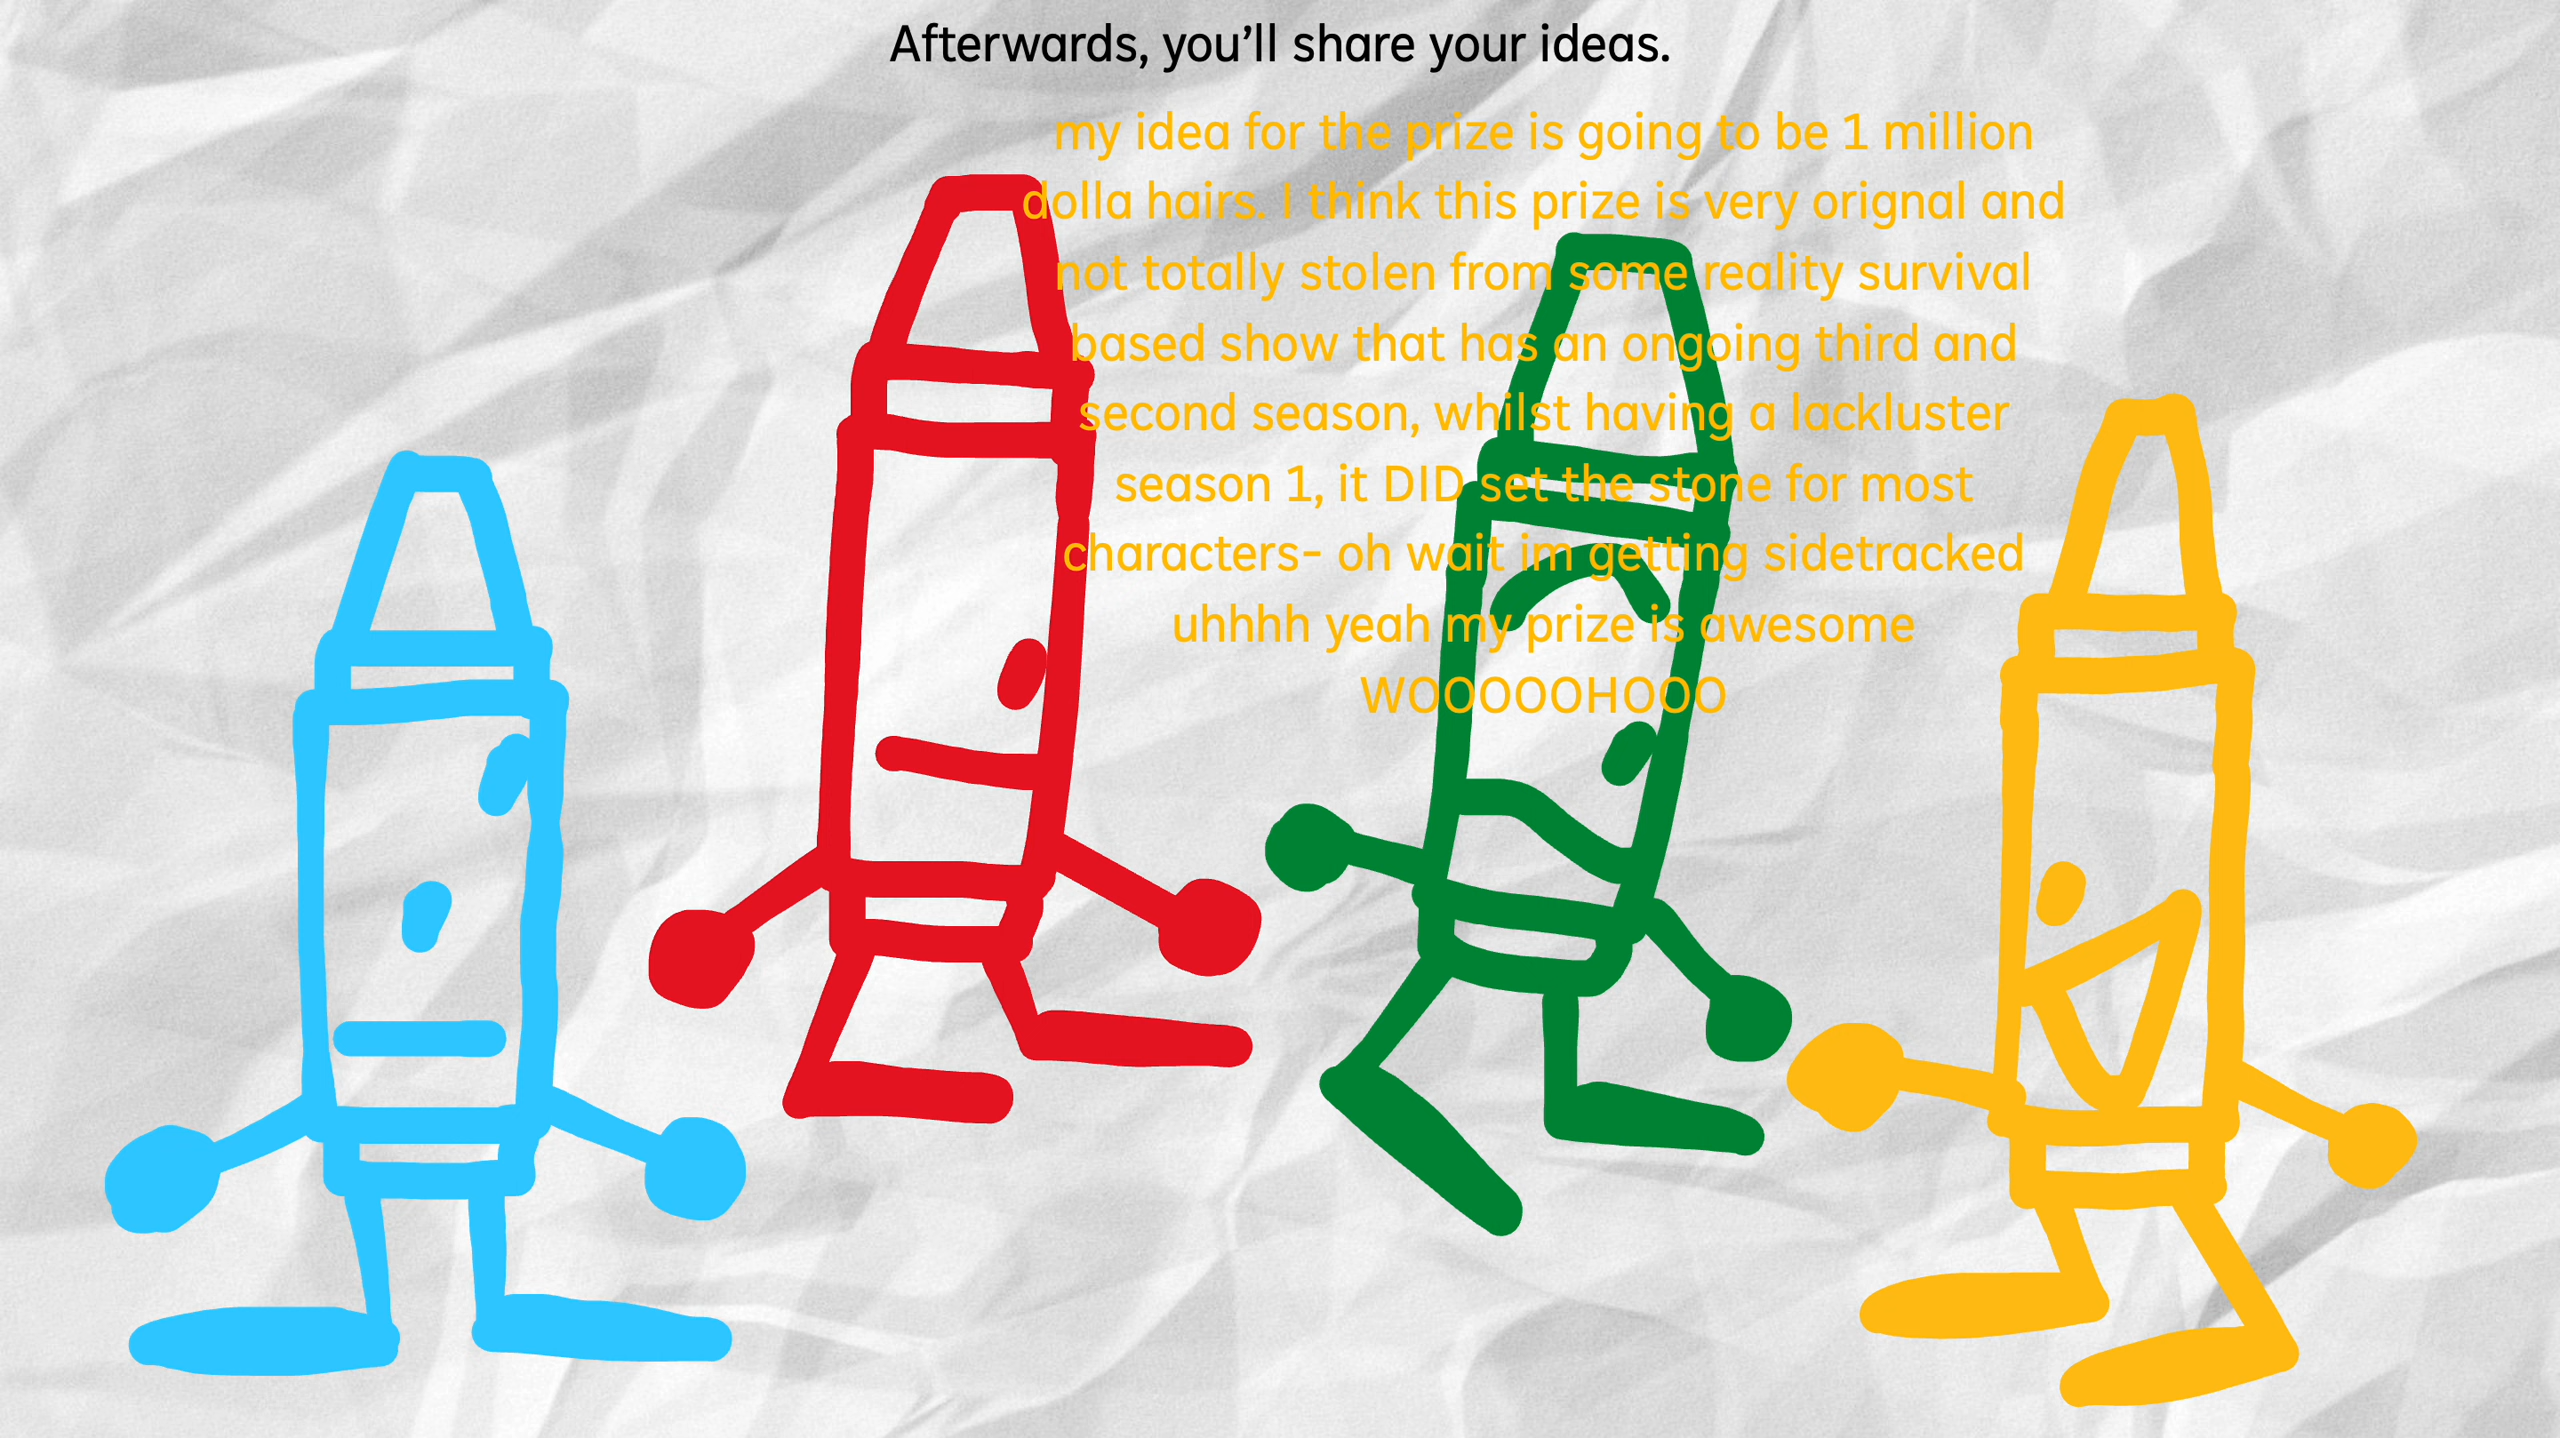 Afterwards, you’ll share your ideas.
my idea for the prize is going to be 1 million
dolla hairs. I think this prize is very orignal and
not totally stolen from some reality survival
based show that has an ongoing third and
second season, whilst having a lackluster
season 1, it DID set the stone for most
characters- oh wait im getting sidetracked
uhhhh yeah my prize is awesome
WOOOOOHOOO